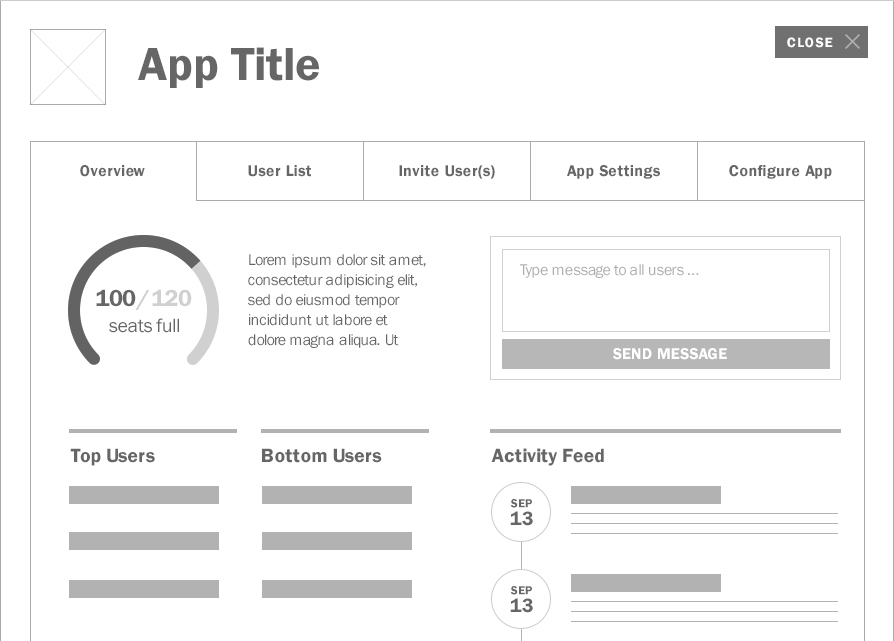 App Title
CLOSE
Overview
User List
Invite User(s)
App Settings
Configure App
100/120
seats full
Lorem ipsum dolor sit amet,
consectetur adipisicing elit,
sed do eiusmod tempor
incididunt ut labore et
dolore magna aliqua. Ut
Type message to all users ...
SEND MESSAGE
Top Users
Bottom Users
Activity Feed
SEP
13
SEP
13